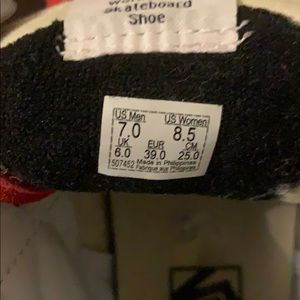 Skateboard
Shoe
US Men US Women
7.0 8.5
UK EUR CM
6.0 39.0 25.0
507452 Made in Philippines
Fabriqué aux Philippines